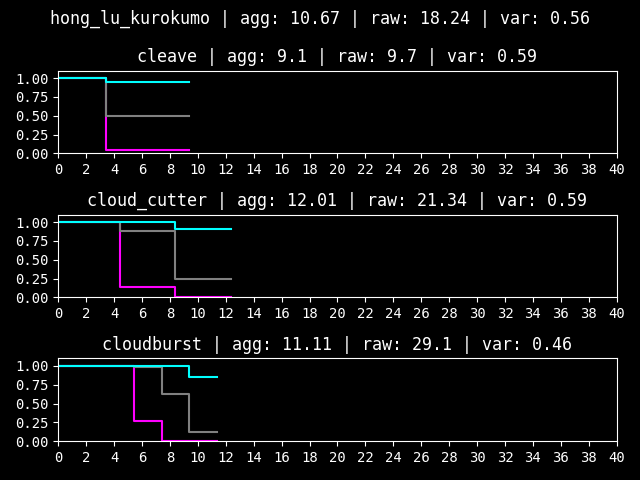 hong_lu_kurokumo | agg: 10.67 | raw: 18.24 | var: 0.56
cleave | agg: 9.1 | raw: 9.7 | var: 0.59
1.00
0.75
0.50
0.25
0.00
0 2 4 6 8 10 12 14 16 18 20 22 24 26 28 30 32 34 36 38 40
cloud_cutter | agg: 12.01 | raw: 21.34 | var: 0.59
1.00
0.75
0.50
0.25
0.00
0 2 4 6 8 10 12 14 16 18 20 22 24 26 28 30 32 34 36 38 40
cloudburst | agg: 11.11 | raw: 29.1 | var: 0.46
1.00
0.75
0.50
0.25
0.00
0 2 4 6 8 10 12 14 16 18 20 22 24 26 28 30 32 34 36 38 40